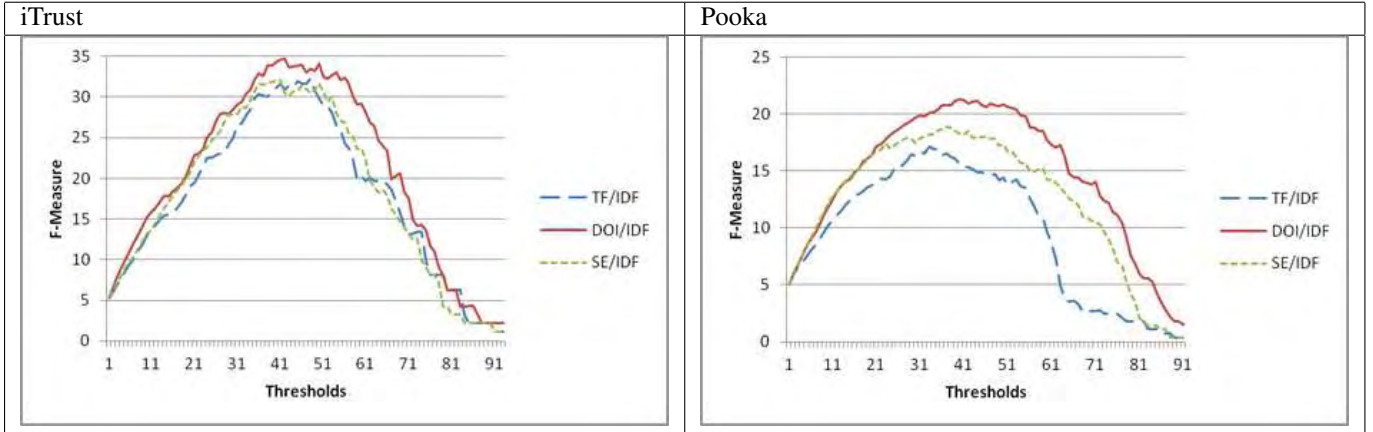 iTrust
Pooka
35
30
25
20
15
10
5
0
F-Measure
1 11 21 31 41 51 61 71 81 91
Thresholds
TF/IDF
DOI/IDF
SE/IDF
25
20
15
10
5
0
F-Measure
1 11 21 31 41 51 61 71 81 91
Thresholds
TF/IDF
DOI/IDF
SE/IDF